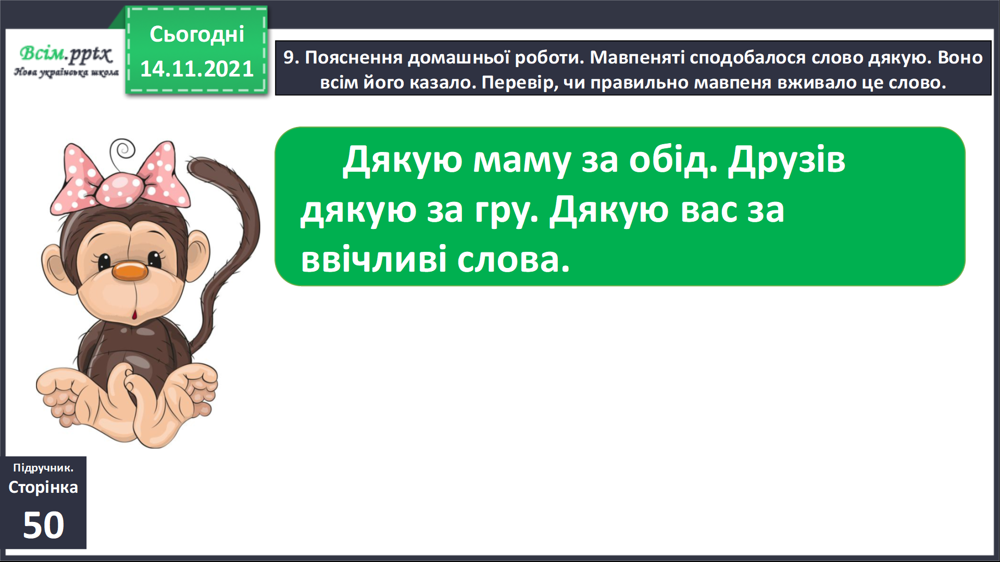 Всім.pptx
Нова українська школа
Сьогодні
14.11.2021
9. Пояснення домашньої роботи. Мавпеняті сподобалося слово дякую. Воно
всім його казало. Перевір, чи правильно мавпеня вживало це слово.
Дякую маму за обід. Друзів
дякую за гру. Дякую вас за
ввічливі слова.
Підручник.
Сторінка
50